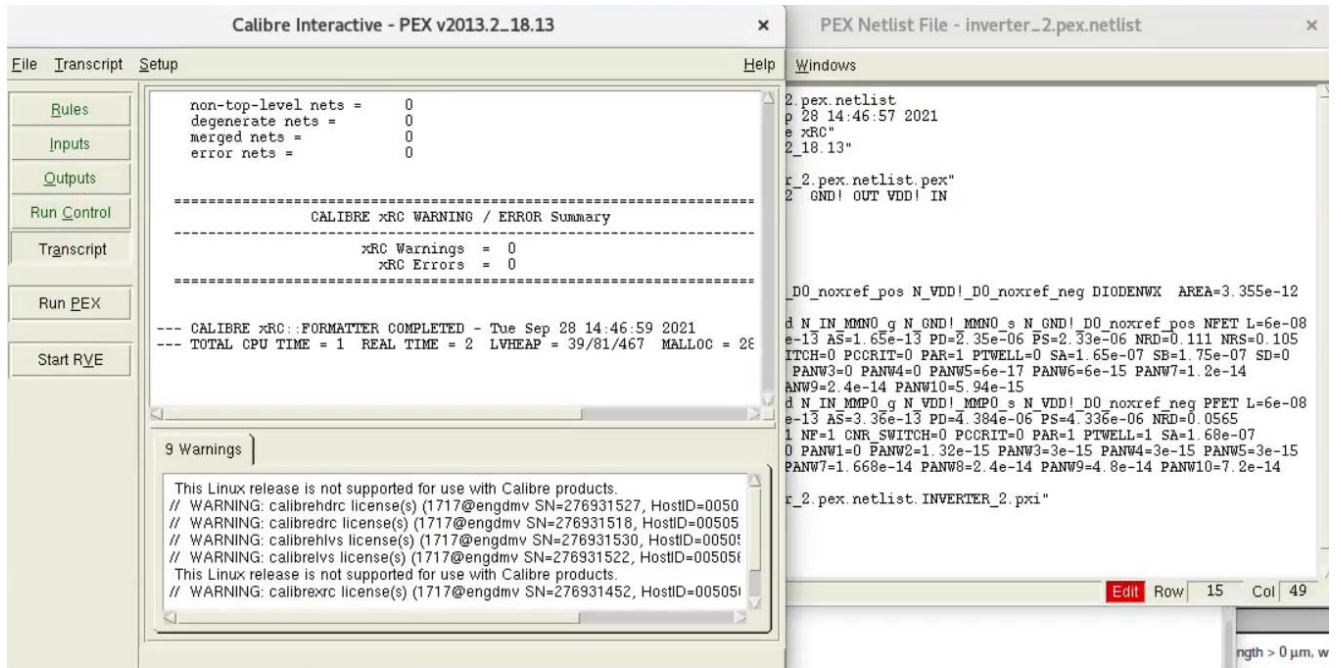 Calibre Interactive - PEX v2013.2_18.13
File Transcript Setup Help
Rules
Inputs
Outputs
Run Control
Transcript
Run PEX
Start RVE
non-top-level nets = 0
degenerate nets = 0
merged nets = 0
error nets = 0
CALIBRE xRC WARNING / ERROR Summary
xRC Warnings = 0
xRC Errors = 0
--- CALIBRE xRC::FORMATTER COMPLETED - Tue Sep 28 14:46:59 2021
--- TOTAL CPU TIME = 1 REAL TIME = 2 LVHEAP = 39/81/467 MALLOC = 28
9 Warnings
This Linux release is not supported for use with Calibre products.
// WARNING: calibrehdrc license(s) (1717@engdmv SN=276931527, HostID=0050
// WARNING: calibredrc license(s) (1717@engdmv SN=276931518, HostID=00505
// WARNING: calibrehlvs license(s) (1717@engdmv SN=276931530, HostID=0050
// WARNING: calibrelvs license(s) (1717@engdmv SN=276931522, HostID=005056
This Linux release is not supported for use with Calibre products.
// WARNING: calibrexrc license(s) (1717@engdmv SN=276931452, HostID=00505
PEX Netlist File - inverter_2.pex.netlist
Windows
2.pex.netlist
p 28 14:46:57 2021
e xRC"
2_18.13"
r_2.pex.netlist.pex"
2 GND! OUT VDD! IN
_D0_noxref_pos N_VDD!_D0_noxref_neg DIODENWX AREA=3.355e-12
d N_IN_MMN0_g N_GND!_MMN0_s N_GND!_D0_noxref_pos NFET L=6e-08
e-13 AS=1.65e-13 PD=2.35e-06 PS=2.33e-06 NRD=0.111 NRS=0.105
ITCH=0 PCCRIT=0 PAR=1 PTWELL=0 SA=1.65e-07 SB=1.75e-07 SD=0
PANW3=0 PANW4=0 PANW5=6e-17 PANW6=6e-15 PANW7=1.2e-14
ANW9=2.4e-14 PANW10=5.94e-15
d N_IN_MMP0_g N_VDD!_MMP0_s N_VDD!_D0_noxref_neg PFET L=6e-08
e-13 AS=3.36e-13 PD=4.384e-06 PS=4.336e-06 NRD=0.0565
1 NF=1 CNR_SWITCH=0 PCCRIT=0 PAR=1 PTWELL=1 SA=1.68e-07
0 PANW1=0 PANW2=1.32e-15 PANW3=3e-15 PANW4=3e-15 PANW5=3e-15
PANW7=1.668e-14 PANW8=2.4e-14 PANW9=4.8e-14 PANW10=7.2e-14
r_2.pex.netlist.INVERTER_2.pxi"
Edit Row 15 Col 49
ngth > 0 μm, w